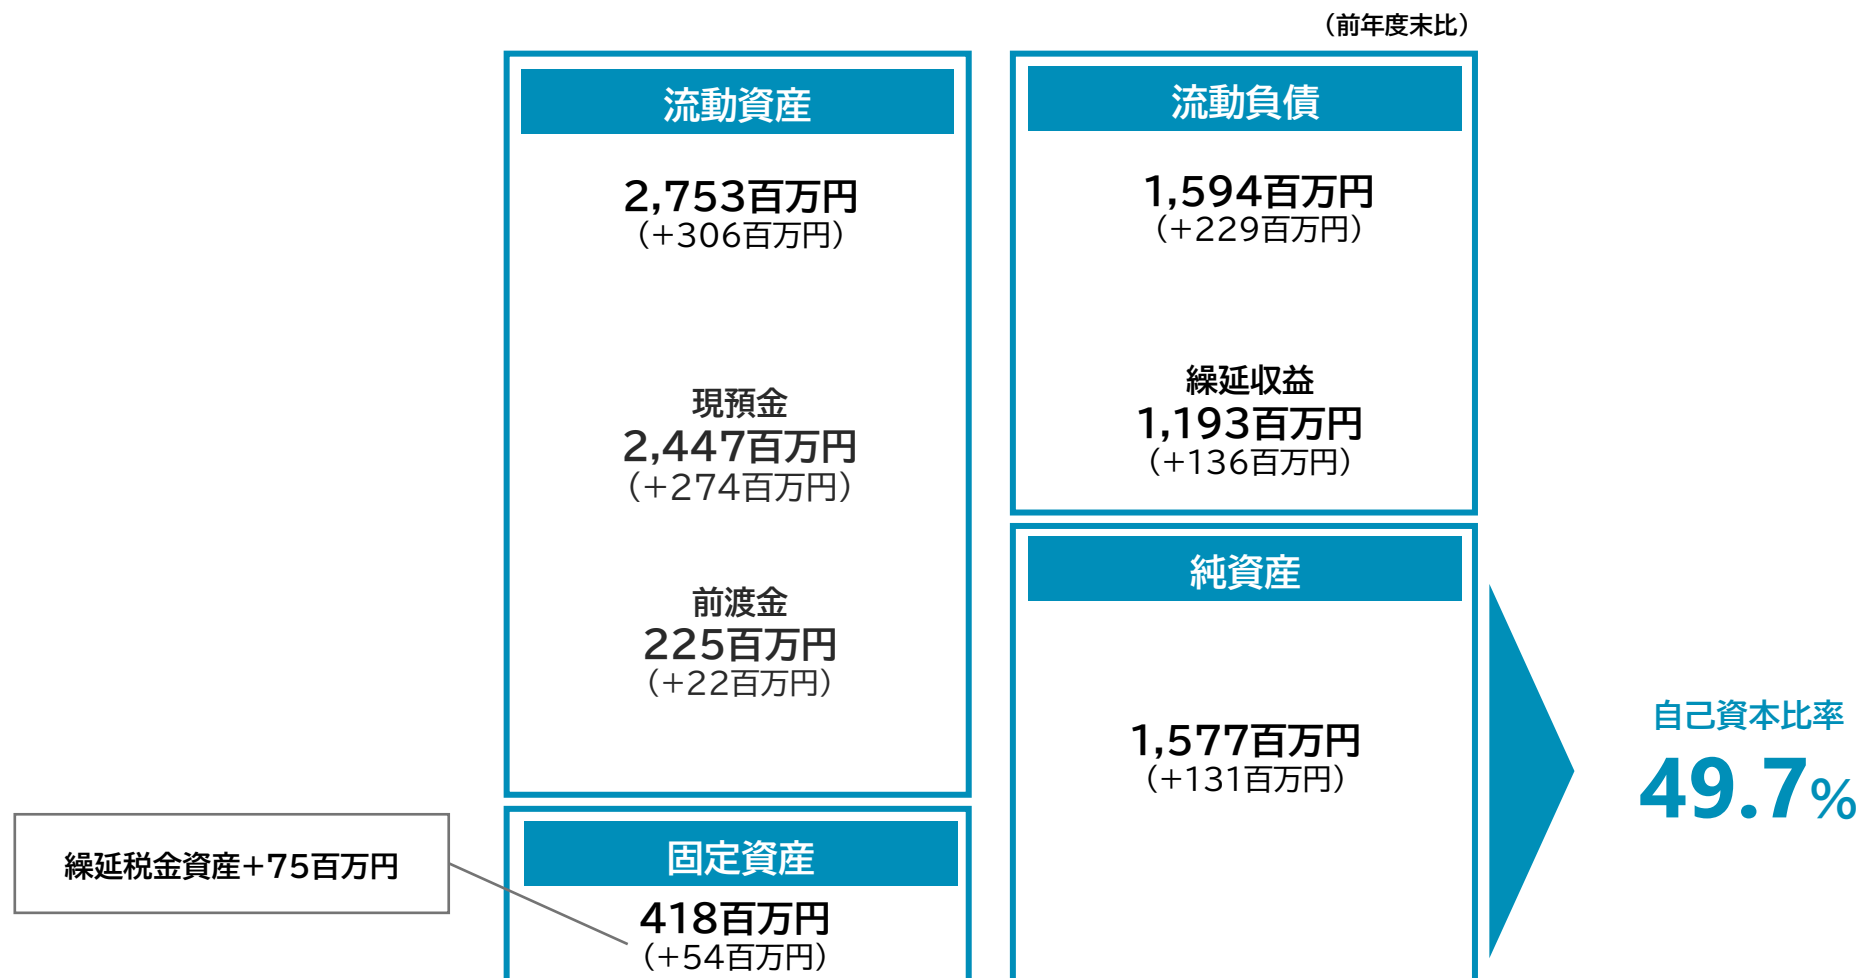 （前年度末比）
流動資産
2,753百万円
（+306百万円）
現預金
2,447百万円
（+274百万円）
前渡金
225百万円
（+22百万円）
固定資産
418百万円
（+54百万円）
繰延税金資産+75百万円
流動負債
1,594百万円
（+229百万円）
繰延収益
1,193百万円
（+136百万円）
純資産
1,577百万円
（+131百万円）
自己資本比率
49.7%